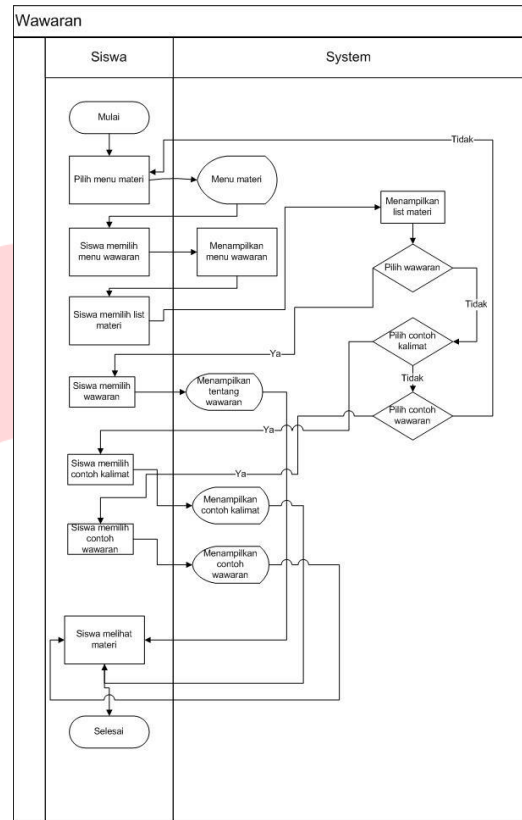 Wawaran
Siswa
System
Mulai
Tidak
Pilih menu materi
Menu materi
Menampilkan
list materi
Siswa memilih
menu wawaran
Menampilkan
menu wawaran
Pilih wawaran
Tidak
Siswa memilih list
materi
Pilih contoh
kalimat
Ya
Tidak
Siswa memilih
wawaran
Menampilkan
tentang
wawaran
Pilih contoh
wawaran
Ya
Siswa memilih
contoh kalimat
Ya
Menampilkan
contoh kalimat
Siswa memilih
contoh
wawaran
Menampilkan
contoh
wawaran
Siswa melihat
materi
Selesai